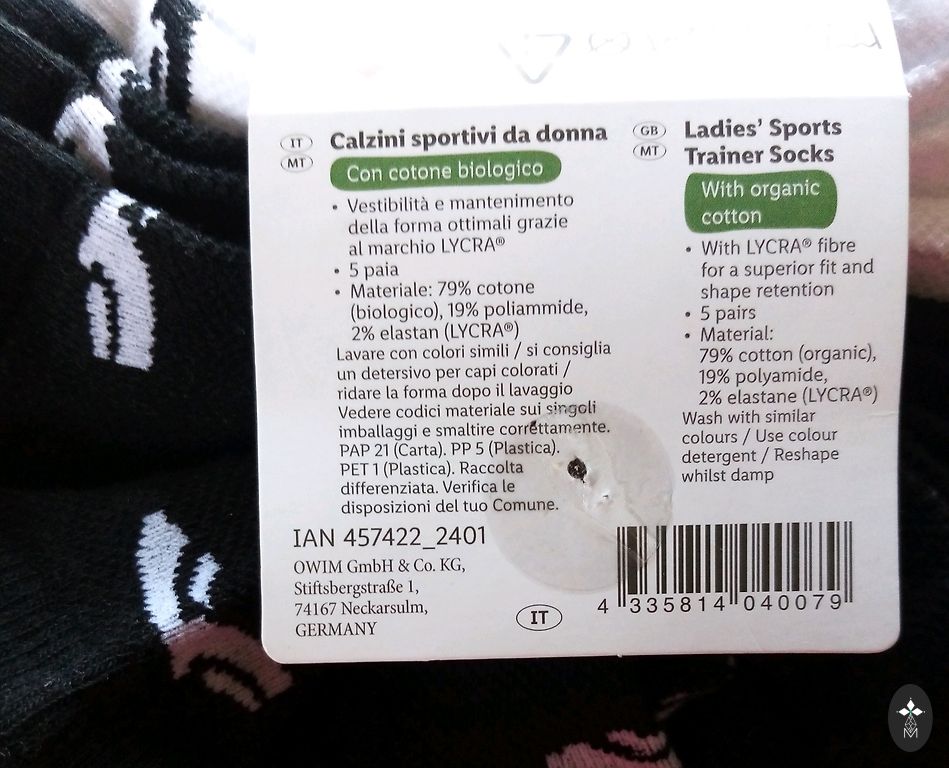 IT
MT
Calzini sportivi da donna
Con cotone biologico
• Vestibilità e mantenimento
della forma ottimali grazie
al marchio LYCRA®
• 5 paia
• Materiale: 79% cotone
(biologico), 19% poliammide,
2% elastan (LYCRA®)
Lavare con colori simili / si consiglia
un detersivo per capi colorati /
ridare la forma dopo il lavaggio
Vedere codici materiale sui singoli
imballaggi e smaltire correttamente.
PAP 21 (Carta). PP 5 (Plastica).
PET 1 (Plastica). Raccolta
differenziata. Verifica le
disposizioni del tuo Comune.
GB
MT
Ladies’ Sports
Trainer Socks
With organic
cotton
• With LYCRA® fibre
for a superior fit and
shape retention
• 5 pairs
• Material:
79% cotton (organic),
19% polyamide,
2% elastane (LYCRA®)
Wash with similar
colours / Use colour
detergent / Reshape
whilst damp
IAN 457422_2401
OWIM GmbH & Co. KG,
Stiftsbergstraße 1,
74167 Neckarsulm,
GERMANY
IT
4 335814 040079
M